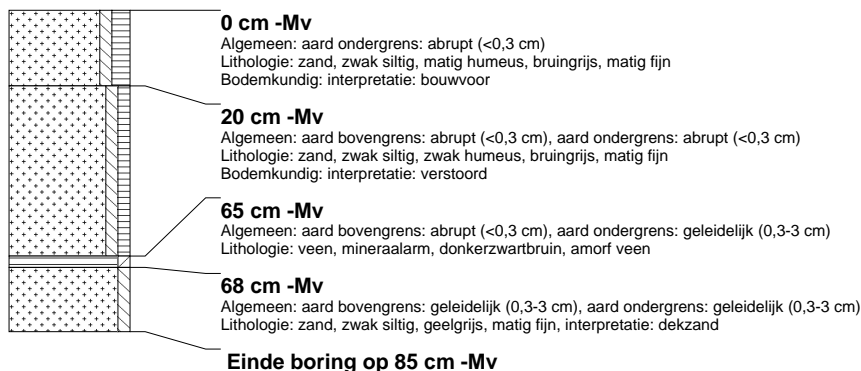 0 cm -Mv
Algemeen: aard ondergrens: abrupt (<0,3 cm)
Lithologie: zand, zwak siltig, matig humeus, bruingrijs, matig fijn
Bodemkundig: interpretatie: bouwvoor
20 cm -Mv
Algemeen: aard bovengrens: abrupt (<0,3 cm), aard ondergrens: abrupt (<0,3 cm)
Lithologie: zand, zwak siltig, zwak humeus, bruingrijs, matig fijn
Bodemkundig: interpretatie: verstoord
65 cm -Mv
Algemeen: aard bovengrens: abrupt (<0,3 cm), aard ondergrens: geleidelijk (0,3-3 cm)
Lithologie: veen, mineraalarm, donkerzwartbruin, amorf veen
68 cm -Mv
Algemeen: aard bovengrens: geleidelijk (0,3-3 cm), aard ondergrens: geleidelijk (0,3-3 cm)
Lithologie: zand, zwak siltig, geelgrijs, matig fijn, interpretatie: dekzand
Einde boring op 85 cm -Mv